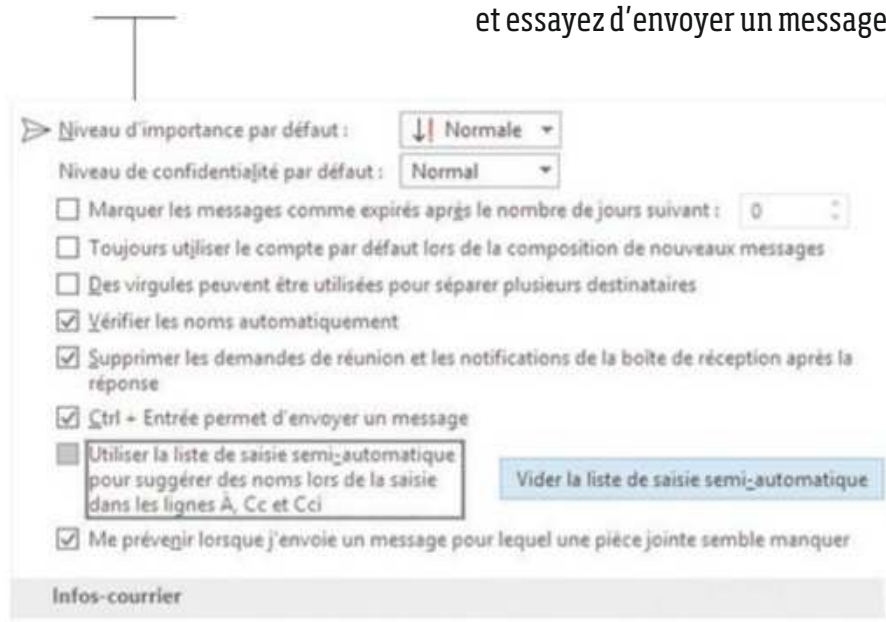 et essayez d'envoyer un message
Niveau d'importance par défaut : Normale
Niveau de confidentialité par défaut : Normal
Marquer les messages comme expirés après le nombre de jours suivant : 0
Toujours utiliser le compte par défaut lors de la composition de nouveaux messages
Des virgules peuvent être utilisées pour séparer plusieurs destinataires
Vérifier les noms automatiquement
Supprimer les demandes de réunion et les notifications de la boîte de réception après la
réponse
Ctrl + Entrée permet d'envoyer un message
Utiliser la liste de saisie semi-automatique
pour suggérer des noms lors de la saisie
dans les lignes À, Cc et Cci
Vider la liste de saisie semi-automatique
Me prévenir lorsque j'envoie un message pour lequel une pièce jointe semble manquer
Infos-courrier